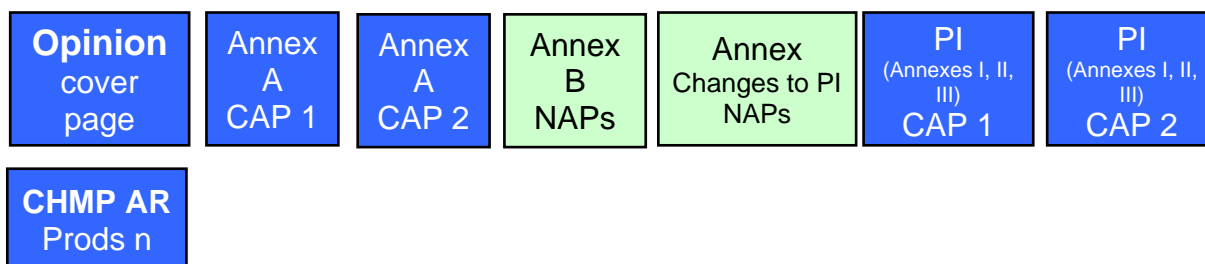 Opinion
cover
page
Annex
A
CAP 1
Annex
A
CAP 2
Annex
B
NAPs
Annex
Changes to PI
NAPs
PI
(Annexes I, II,
III)
CAP 1
PI
(Annexes I, II,
III)
CAP 2
CHMP AR
Prods n